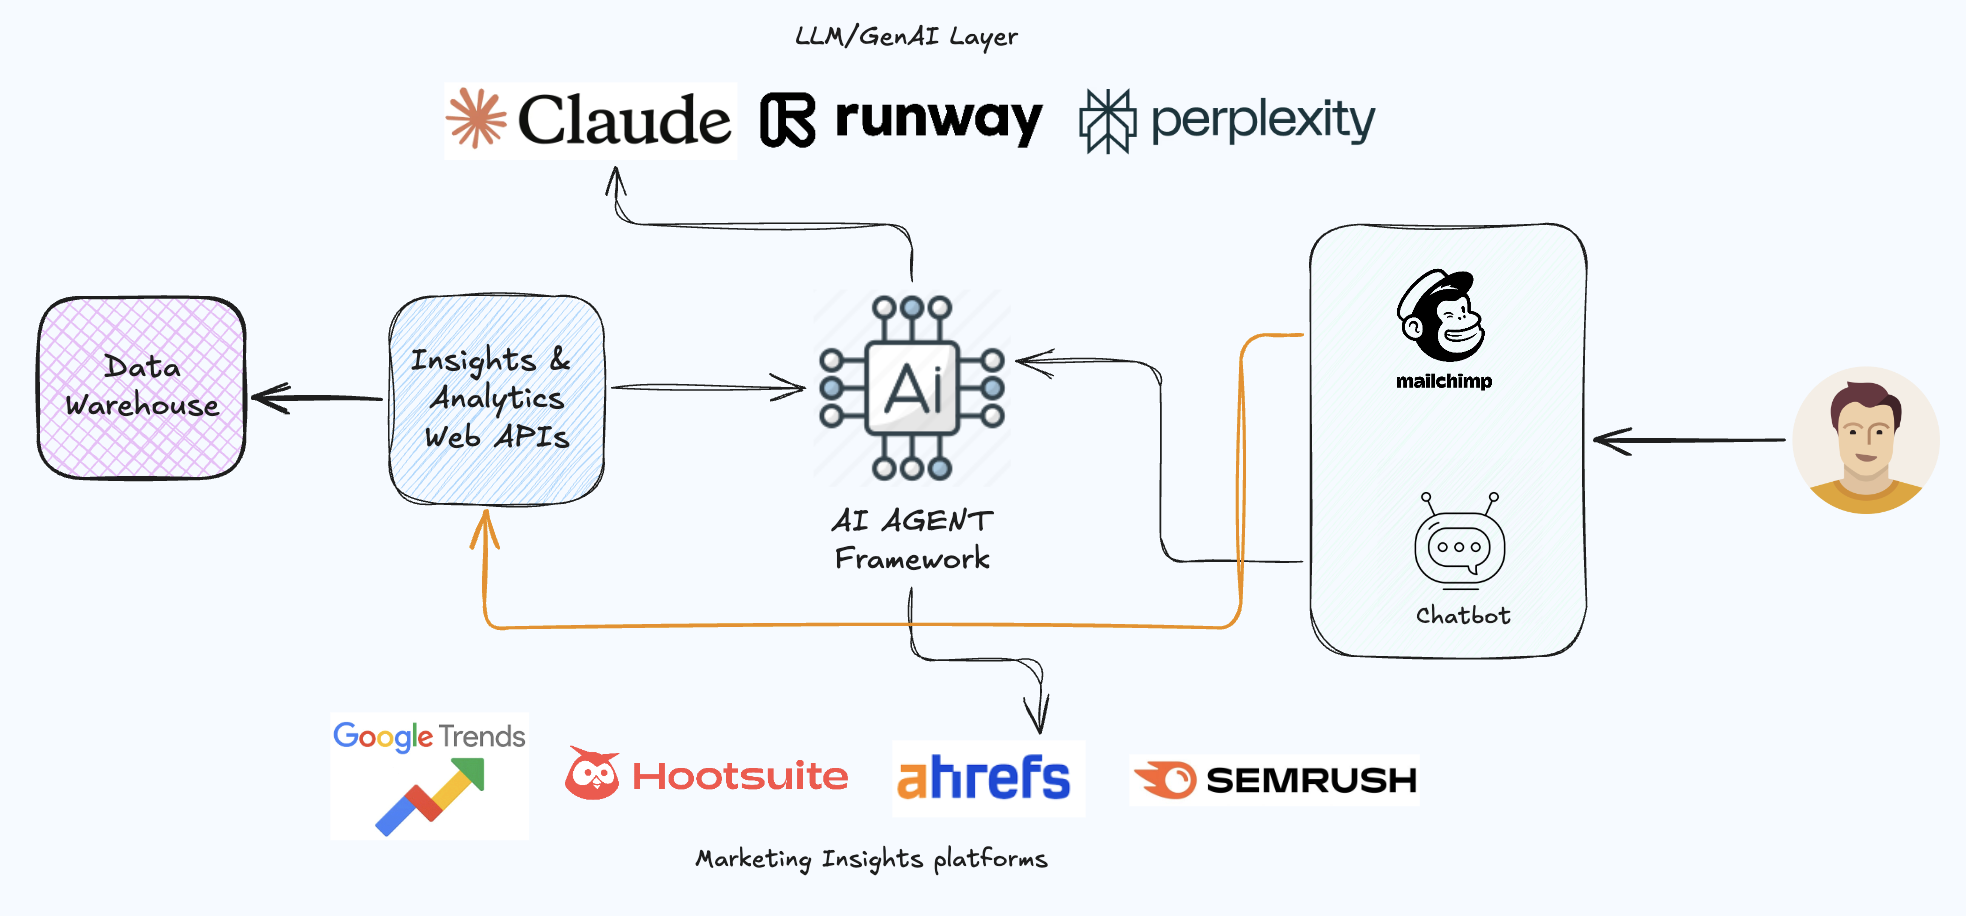 LLM/GenAI Layer
Claude
runway
perplexity
Data
Warehouse
Insights &
Analytics
Web APIs
Ai
AI AGENT
Framework
mailchimp
Chatbot
Google Trends
Hootsuite
ahrefs
SEMRUSH
Marketing Insights platforms